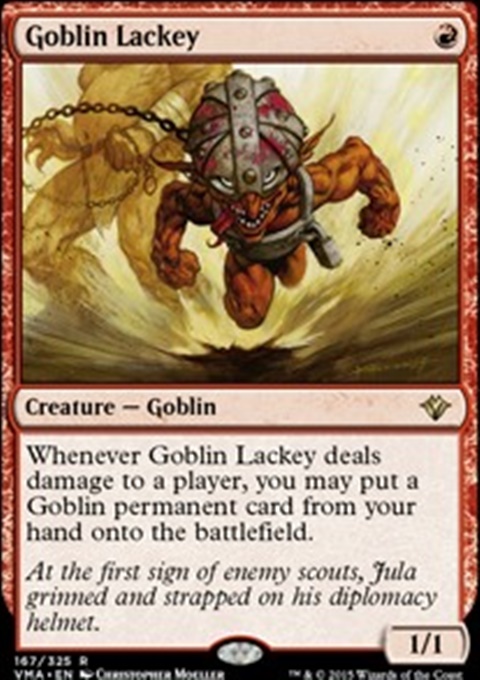 Goblin Lackey
Creature — Goblin
Whenever Goblin Lackey deals
damage to a player, you may put a
Goblin permanent card from your
hand onto the battlefield.
At the first sign of enemy scouts, Jula
grinned and strapped on his diplomacy
helmet.
1/1
167/325 R
VMA • EN Christopher Moeller
™ & © 2015 Wizards of the Coast